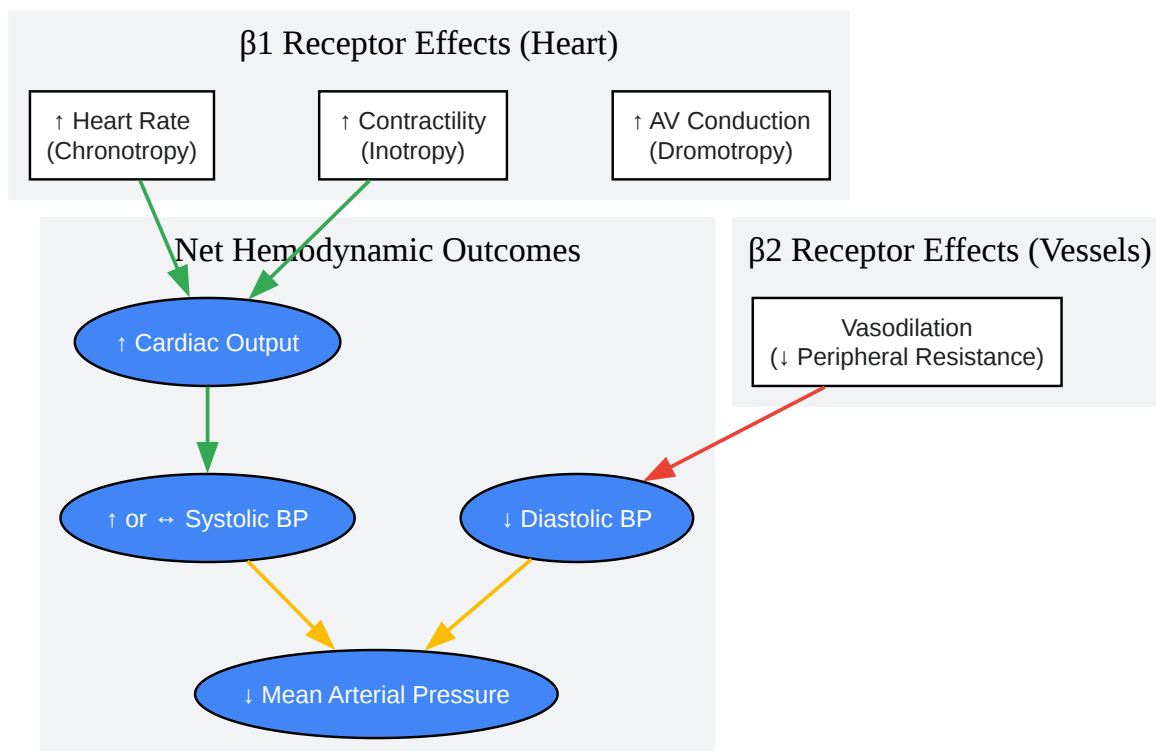 β1 Receptor Effects (Heart)
↑ Heart Rate
(Chronotropy)
↑ Contractility
(Inotropy)
↑ AV Conduction
(Dromotropy)
Net Hemodynamic Outcomes
β2 Receptor Effects (Vessels)
Vasodilation
(↓ Peripheral Resistance)
↑ Cardiac Output
↑ or ↔ Systolic BP
↓ Diastolic BP
↓ Mean Arterial Pressure